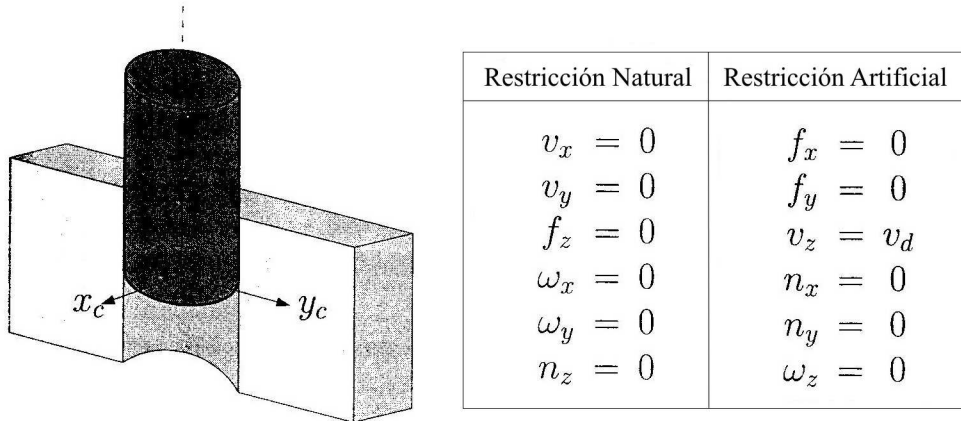 x_c
y_c
Restricción Natural Restricción Artificial
v_x = 0 f_x = 0
v_y = 0 f_y = 0
f_z = 0 v_z = v_d
ω_x = 0 n_x = 0
ω_y = 0 n_y = 0
n_z = 0 ω_z = 0